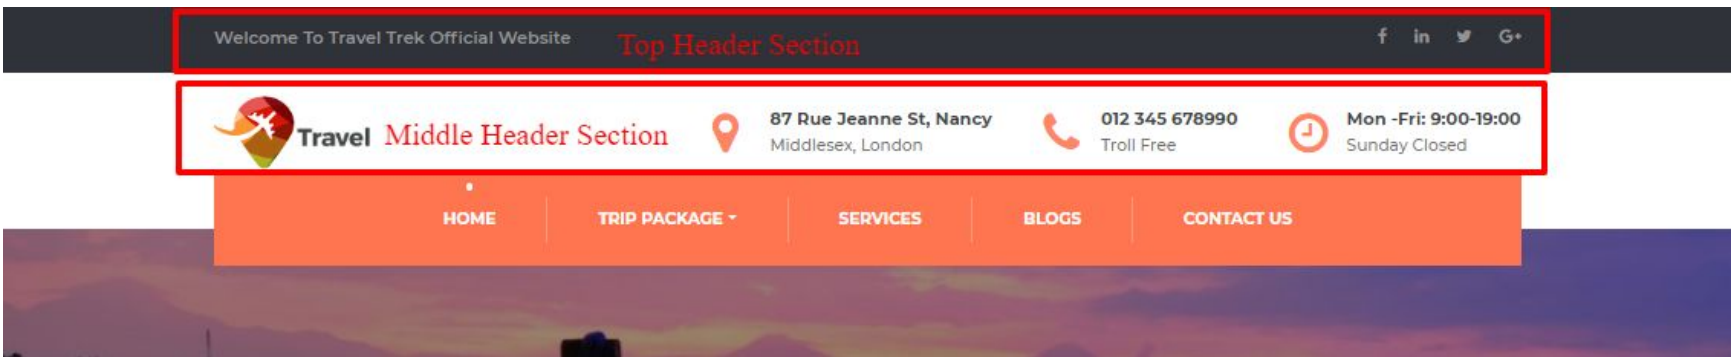 Welcome To Travel Trek Official Website
Top Header Section
f in G+
Travel
Middle Header Section
87 Rue Jeanne St, Nancy
Middlesex, London
012 345 678990
Troll Free
Mon -Fri: 9:00-19:00
Sunday Closed
HOME TRIP PACKAGE SERVICES BLOGS CONTACT US